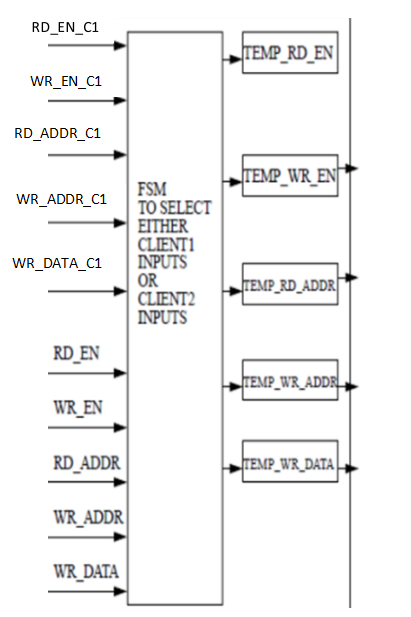 RD_EN_C1
WR_EN_C1
RD_ADDR_C1
WR_ADDR_C1
WR_DATA_C1
RD_EN
WR_EN
RD_ADDR
WR_ADDR
WR_DATA
FSM
TO SELECT
EITHER
CLIENT1
INPUTS
OR
CLIENT2
INPUTS
TEMP_RD_EN
TEMP_WR_EN
TEMP_RD_ADDR
TEMP_WR_ADDR
TEMP_WR_DATA